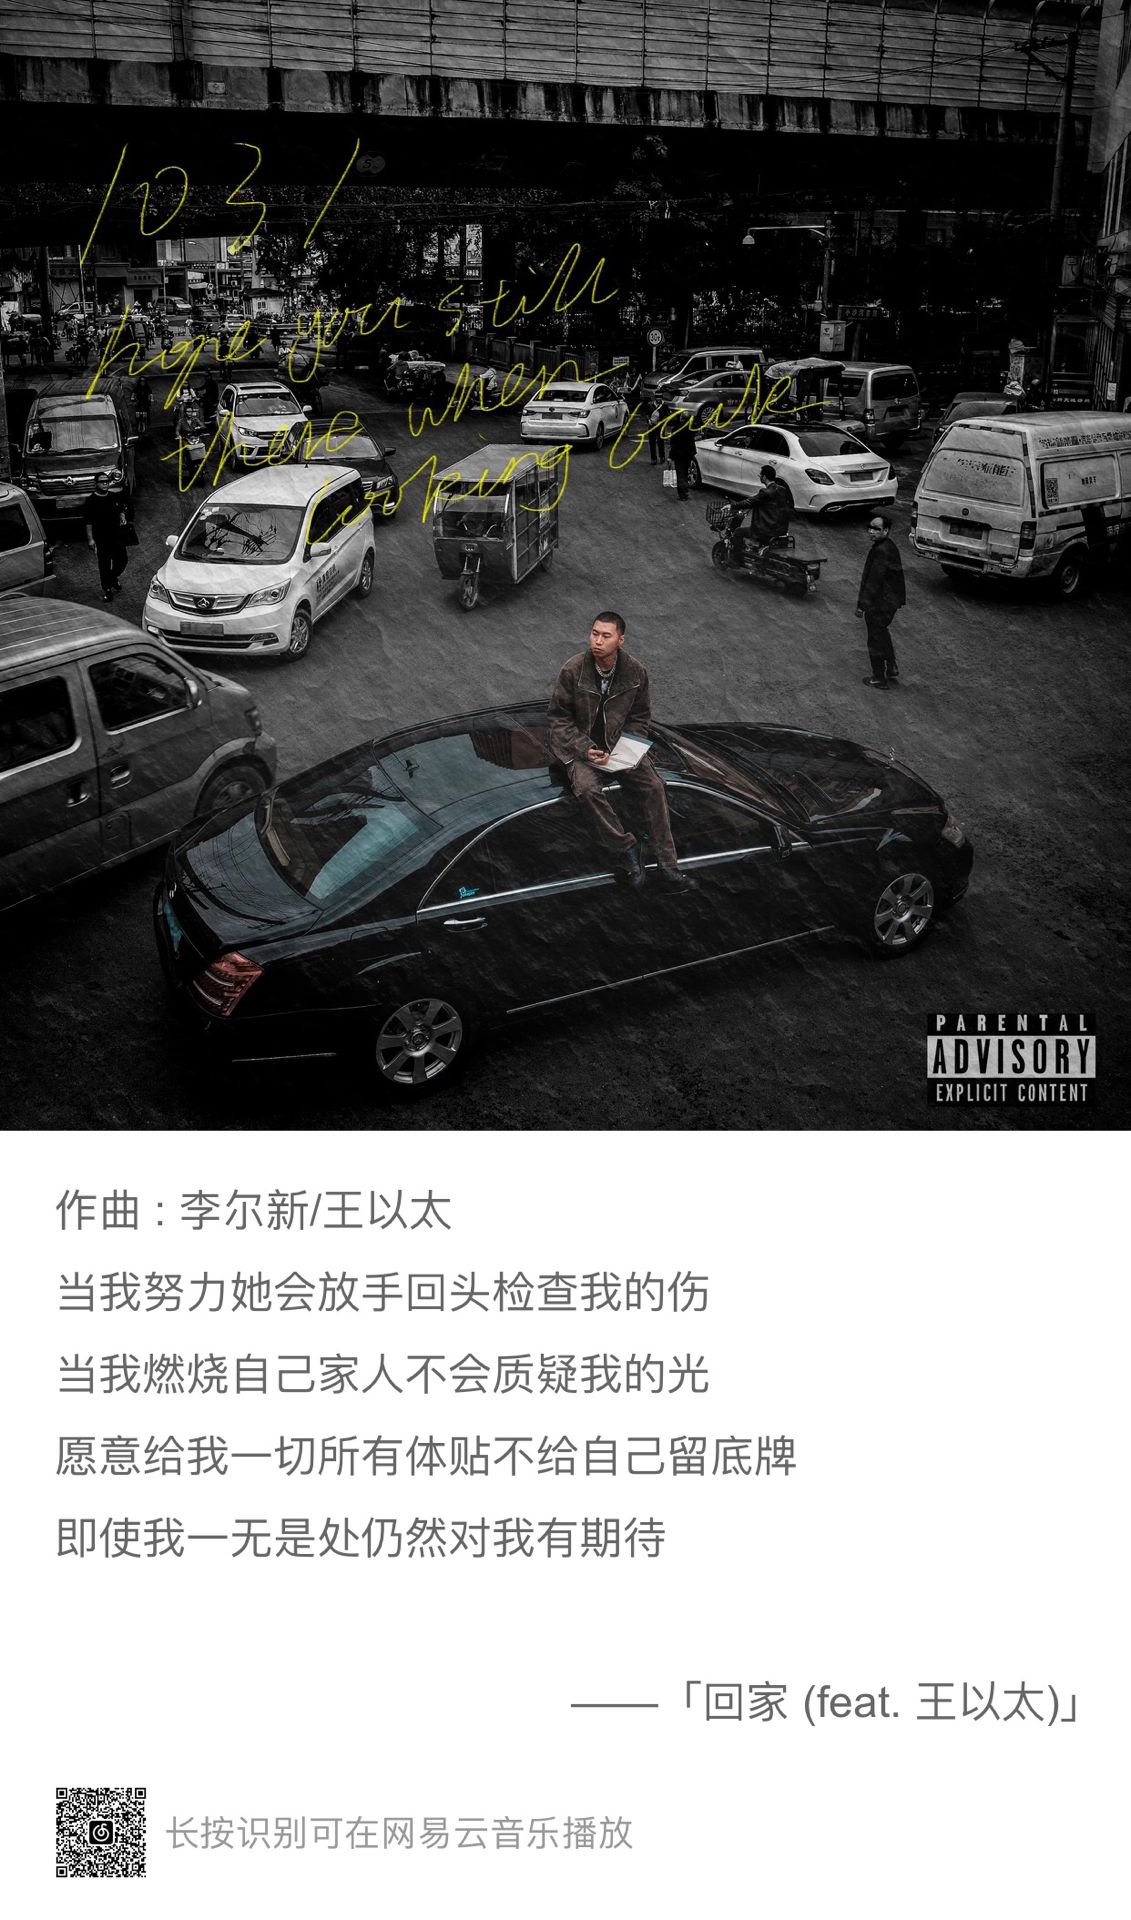 1031
hope you still
there when
looking back
PARENTAL
ADVISORY
EXPLICIT CONTENT
作曲 : 李尔新/王以太
当我努力她会放手回头检查我的伤
当我燃烧自己家人不会质疑我的光
愿意给我一切所有体贴不给自己留底牌
即使我一无是处仍然对我有期待
——「回家 (feat. 王以太)」
长按识别可在网易云音乐播放